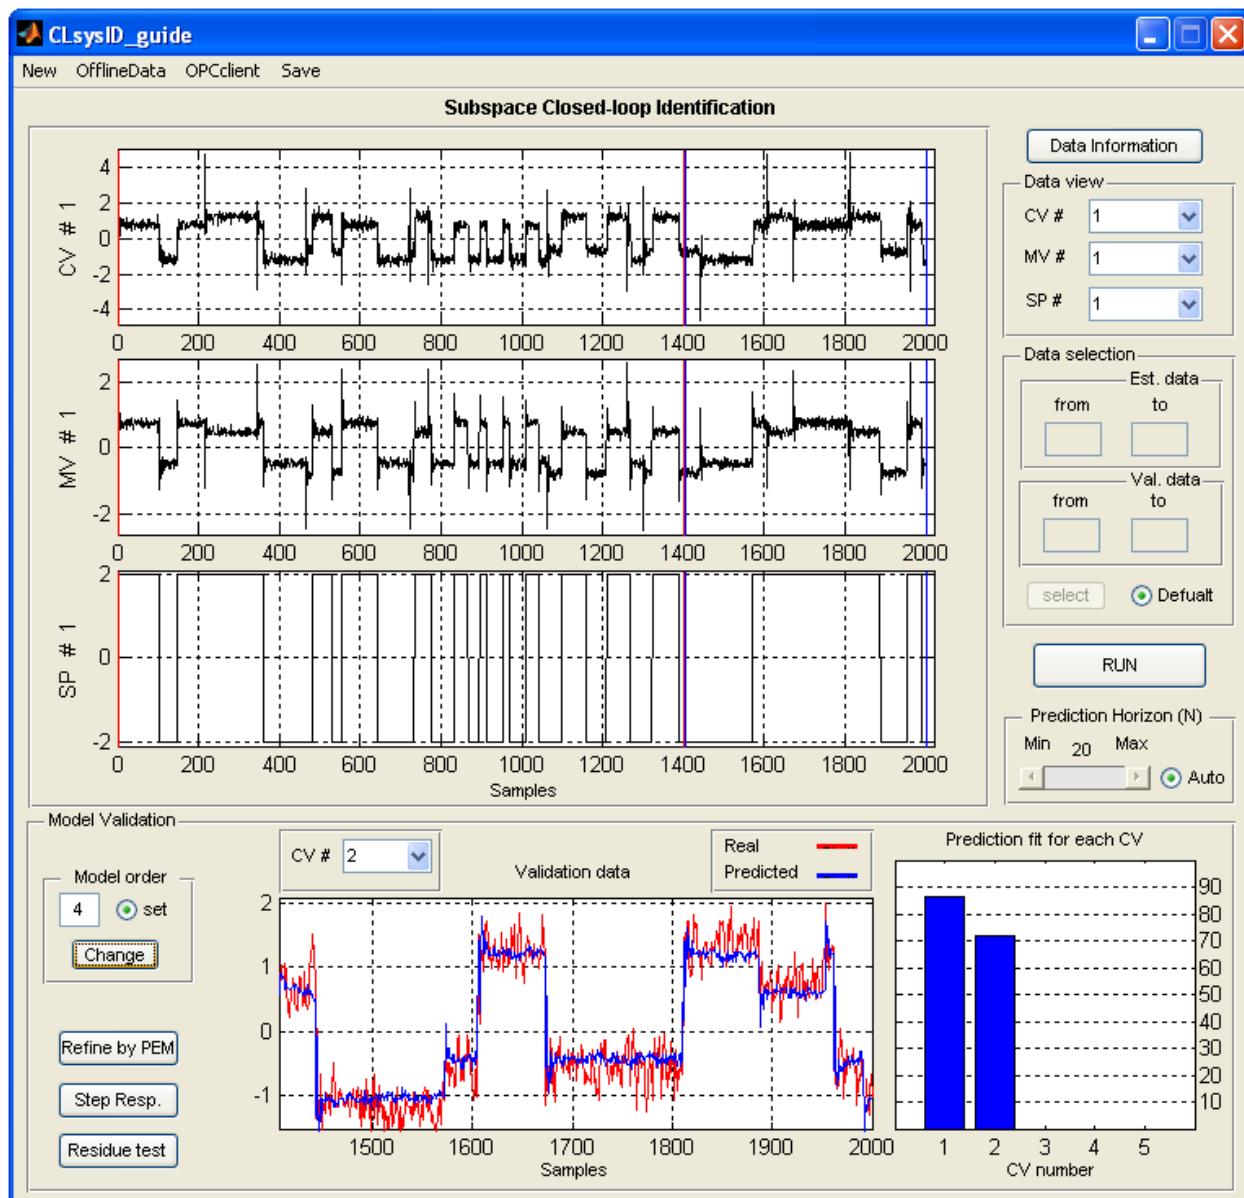 CLsysID_guide
New OfflineData OPCclient Save
Subspace Closed-loop Identification
CV # 1
4
2
0
-2
-4
0 200 400 600 800 1000 1200 1400 1600 1800 2000
MV # 1
2
0
-2
0 200 400 600 800 1000 1200 1400 1600 1800 2000
SP # 1
2
0
-2
0 200 400 600 800 1000 1200 1400 1600 1800 2000
Samples
Data Information
Data view
CV # 1
MV # 1
SP # 1
Data selection
Est. data
from to
Val. data
from to
select Defualt
RUN
Prediction Horizon (N)
Min 20 Max
Auto
Model Validation
Model order
4 set
Change
Refine by PEM
Step Resp.
Residue test
CV # 2
Validation data
Real
Predicted
2
1
0
-1
1500 1600 1700 1800 1900 2000
Samples
Prediction fit for each CV
90
80
70
60
50
40
30
20
10
1 2 3 4 5
CV number